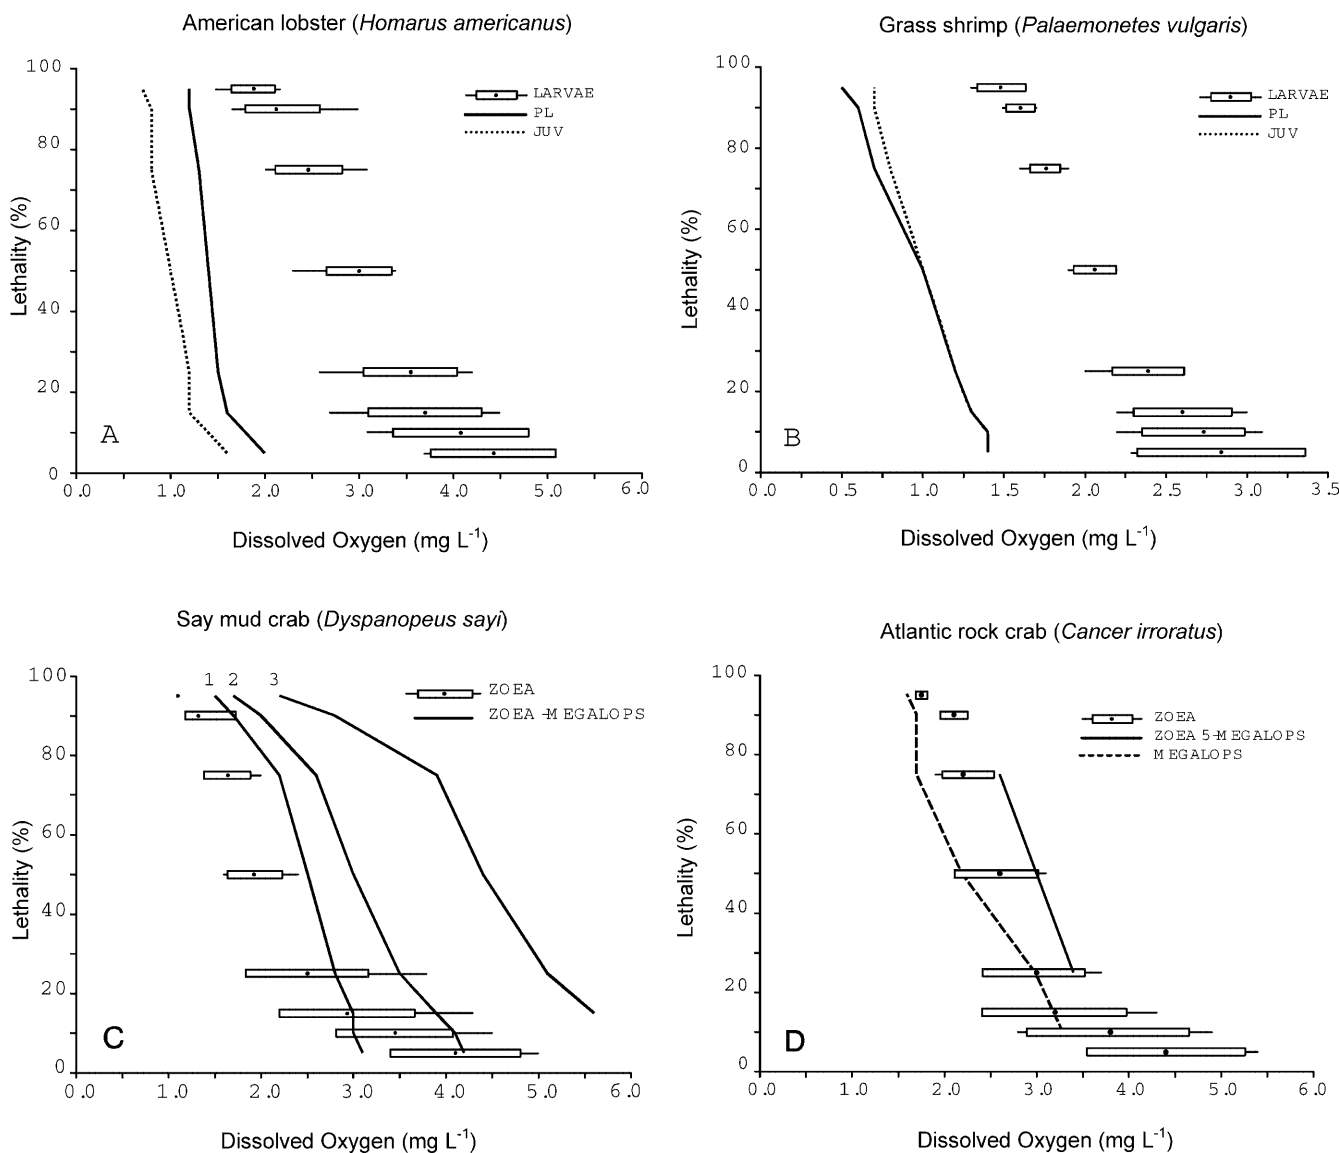 American lobster (Homarus americanus)
100
80
60
40
20
0
Lethality (%)
LARVAE
PL
JUV
A
0.0 1.0 2.0 3.0 4.0 5.0 6.0
Dissolved Oxygen (mg L-1)
Grass shrimp (Palaemonetes vulgaris)
100
80
60
40
20
0
Lethality (%)
LARVAE
PL
JUV
B
0.0 0.5 1.0 1.5 2.0 2.5 3.0 3.5
Dissolved Oxygen (mg L-1)
Say mud crab (Dyspanopeus sayi)
100
80
60
40
20
0
Lethality (%)
1 2 3
ZOEA
ZOEA-MEGALOPS
C
0.0 1.0 2.0 3.0 4.0 5.0 6.0
Dissolved Oxygen (mg L-1)
Atlantic rock crab (Cancer irroratus)
100
80
60
40
20
0
Lethality (%)
ZOEA
ZOEA 5-MEGALOPS
MEGALOPS
D
0.0 1.0 2.0 3.0 4.0 5.0 6.0
Dissolved Oxygen (mg L-1)